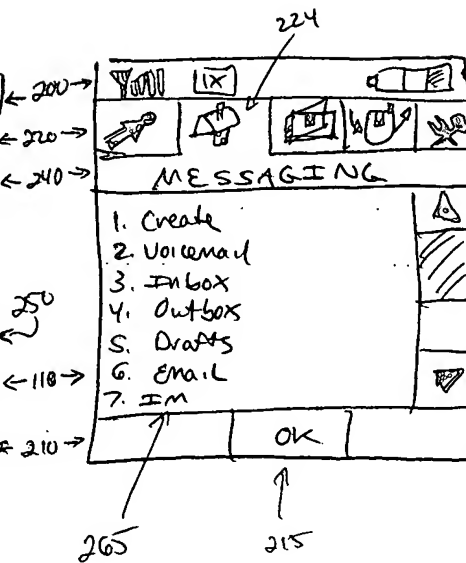 224
200
1X
220
240
MESSAGING
1. Create
2. Voicemail
3. Inbox
4. Outbox
250
5. Drafts
110
6. Email
7. IM
210
OK
265
215